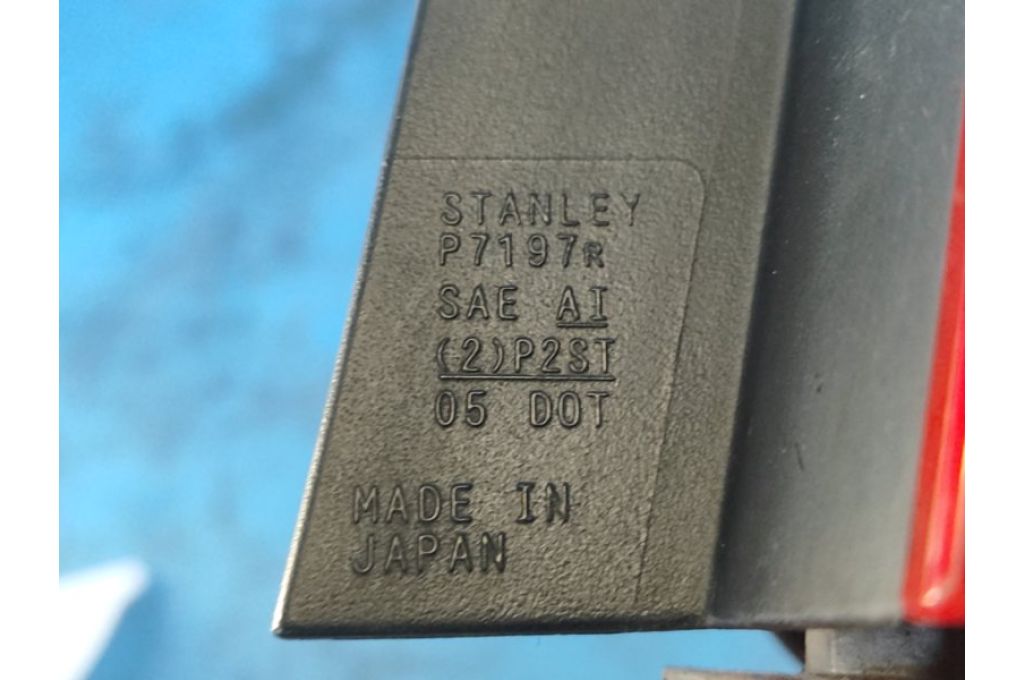 STANLEY
P7197R
SAE AI
(2)P2ST
05 DOT
MADE IN
JAPAN